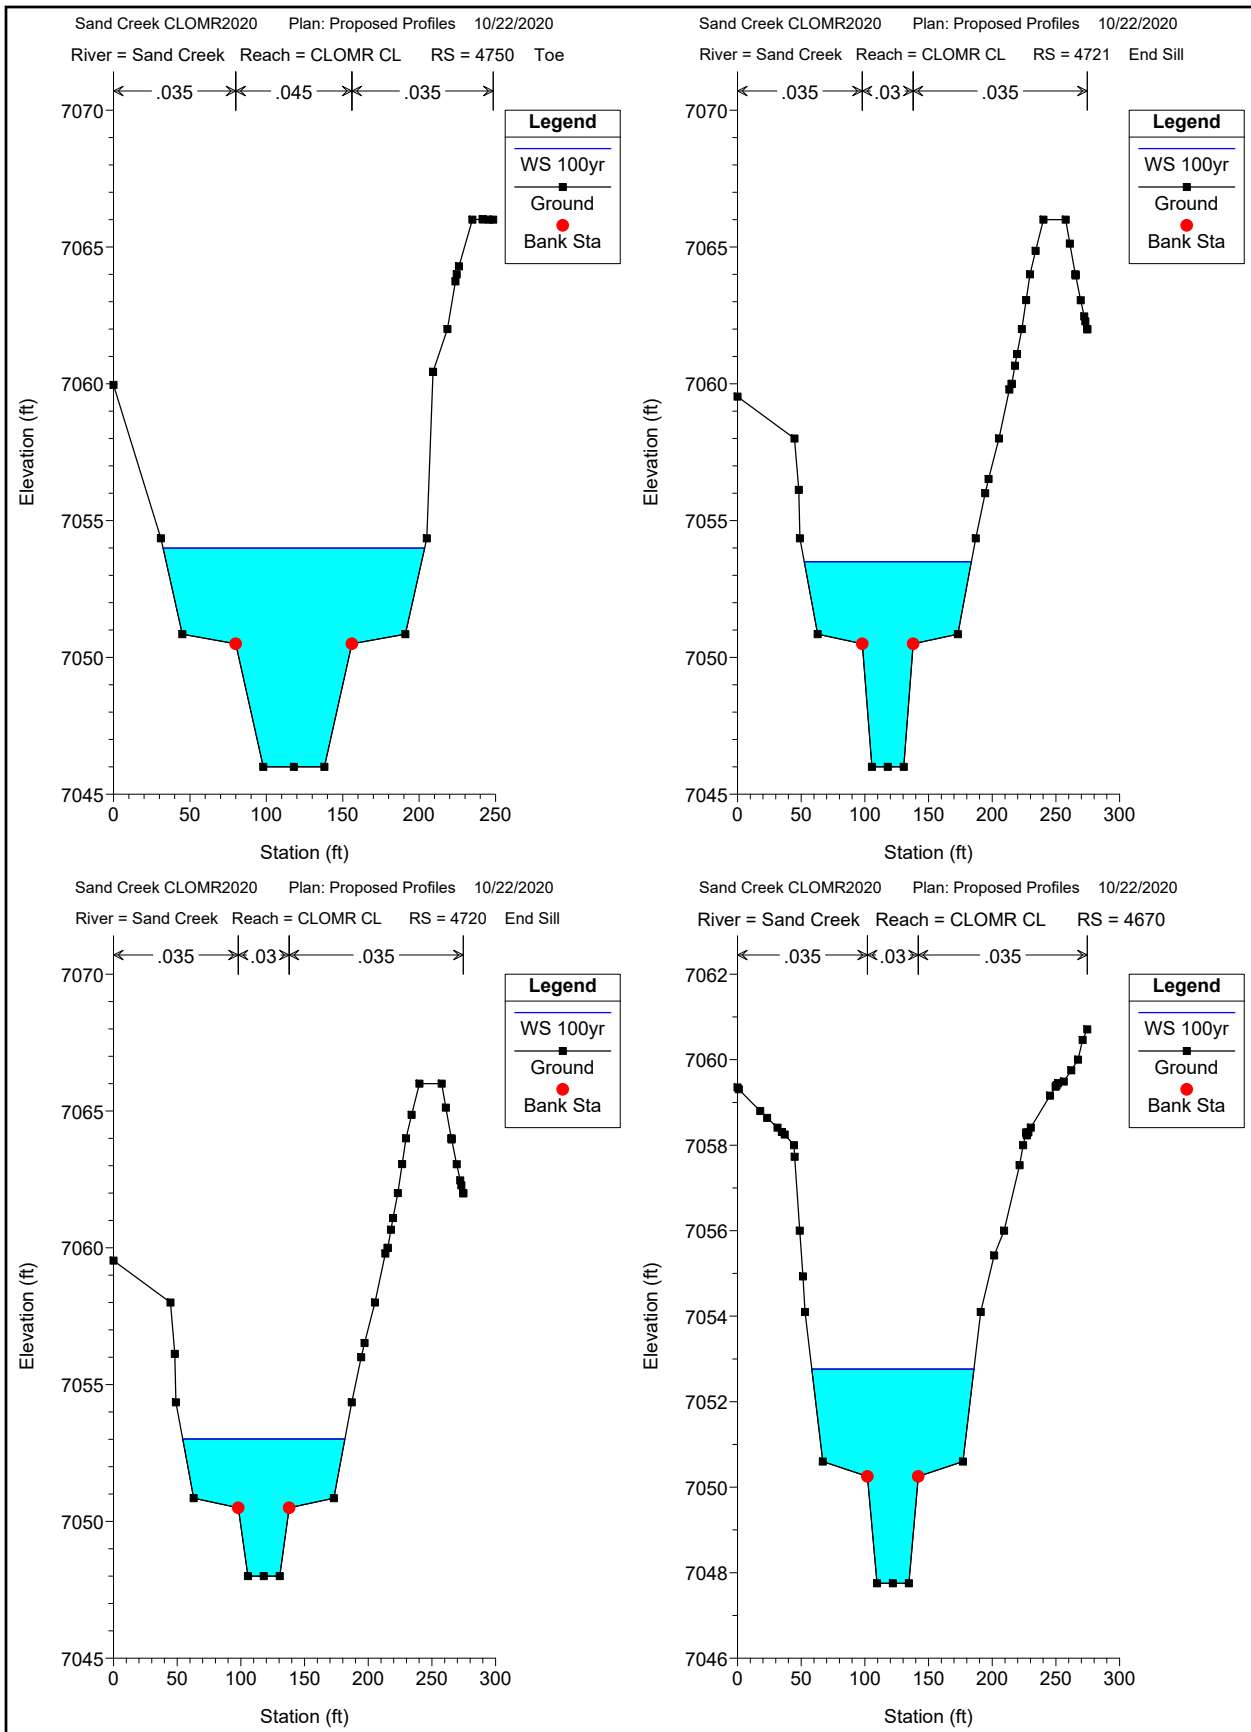 Sand Creek CLOMR2020 Plan: Proposed Profiles 10/22/2020
River = Sand Creek Reach = CLOMR CL RS = 4750 Toe
.035 .045 .035
7070
7065
7060
7055
7050
7045
Elevation (ft)
0 50 100 150 200 250
Station (ft)
Legend
WS 100yr
Ground
Bank Sta
Sand Creek CLOMR2020 Plan: Proposed Profiles 10/22/2020
River = Sand Creek Reach = CLOMR CL RS = 4721 End Sill
.035 .03 .035
7070
7065
7060
7055
7050
7045
Elevation (ft)
0 50 100 150 200 250 300
Station (ft)
Legend
WS 100yr
Ground
Bank Sta
Sand Creek CLOMR2020 Plan: Proposed Profiles 10/22/2020
River = Sand Creek Reach = CLOMR CL RS = 4720 End Sill
.035 .03 .035
7070
7065
7060
7055
7050
7045
Elevation (ft)
0 50 100 150 200 250 300
Station (ft)
Legend
WS 100yr
Ground
Bank Sta
Sand Creek CLOMR2020 Plan: Proposed Profiles 10/22/2020
River = Sand Creek Reach = CLOMR CL RS = 4670
.035 .03 .035
7062
7060
7058
7056
7054
7052
7050
7048
7046
Elevation (ft)
0 50 100 150 200 250 300
Station (ft)
Legend
WS 100yr
Ground
Bank Sta